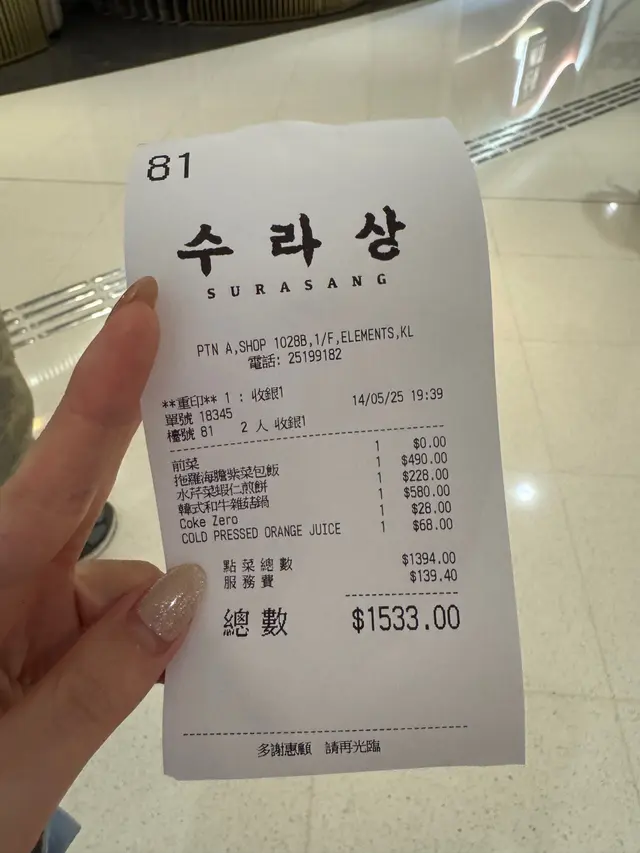 81
수라상
SURASANG
PTN A,SHOP 1028B,1/F,ELEMENTS,KL
電話: 25199182
**重印** 1 : 收銀1
單號 18345 14/05/25 19:39
檯號 81 2 人 收銀1
前菜 1 $0.00
拖羅海膽紫菜包飯 1 $490.00
水芹菜蝦仁煎餅 1 $228.00
韓式和牛雜菇鍋 1 $580.00
Coke Zero 1 $28.00
COLD PRESSED ORANGE JUICE 1 $68.00
點菜總數 $1394.00
服務費 $139.40
總數 $1533.00
多謝惠顧 請再光臨